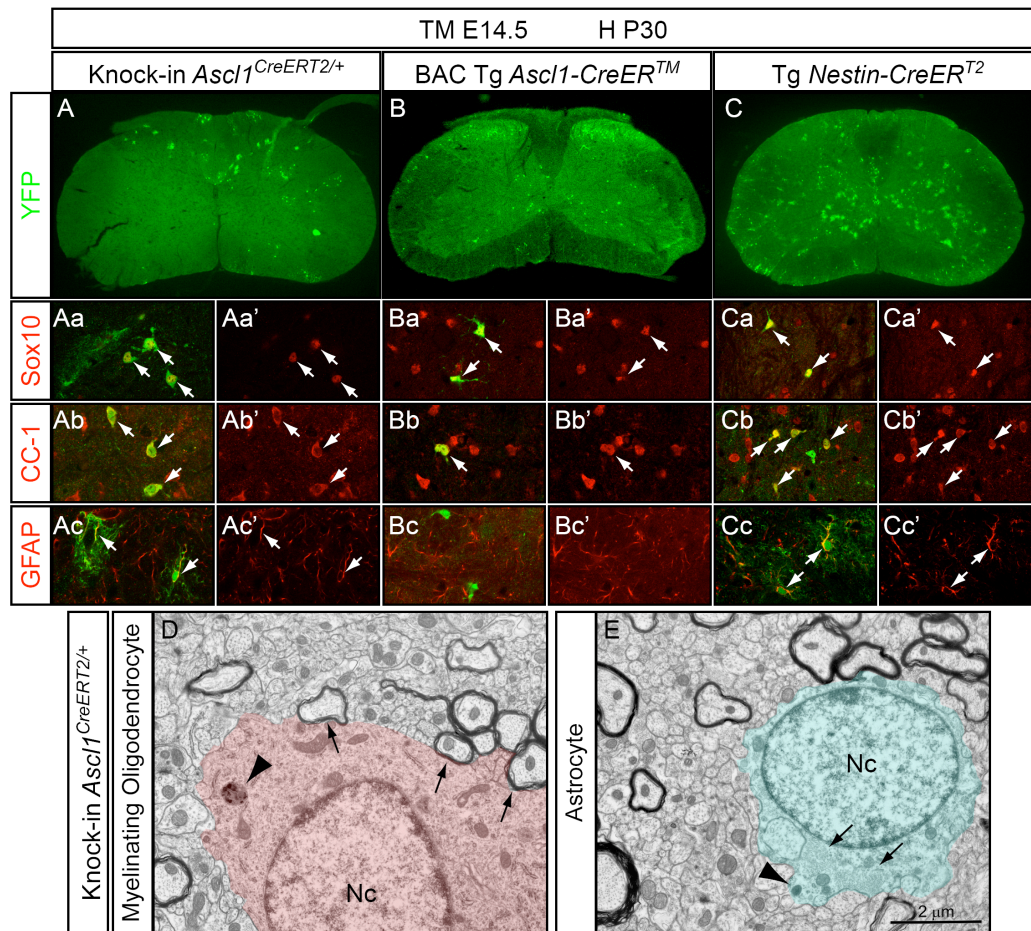 TM E14.5 H P30
Knock-in Ascl1CreERT2/+ BAC Tg Ascl1-CreERTM Tg Nestin-CreERT2
YFP A B C
Sox10 Aa Aa' Ba Ba' Ca Ca'
CC-1 Ab Ab' Bb Bb' Cb Cb'
GFAP Ac Ac' Bc Bc' Cc Cc'
Knock-in Ascl1CreERT2/+
Myelinating Oligodendrocyte
D
Nc
Astrocyte
E
Nc
2 µm